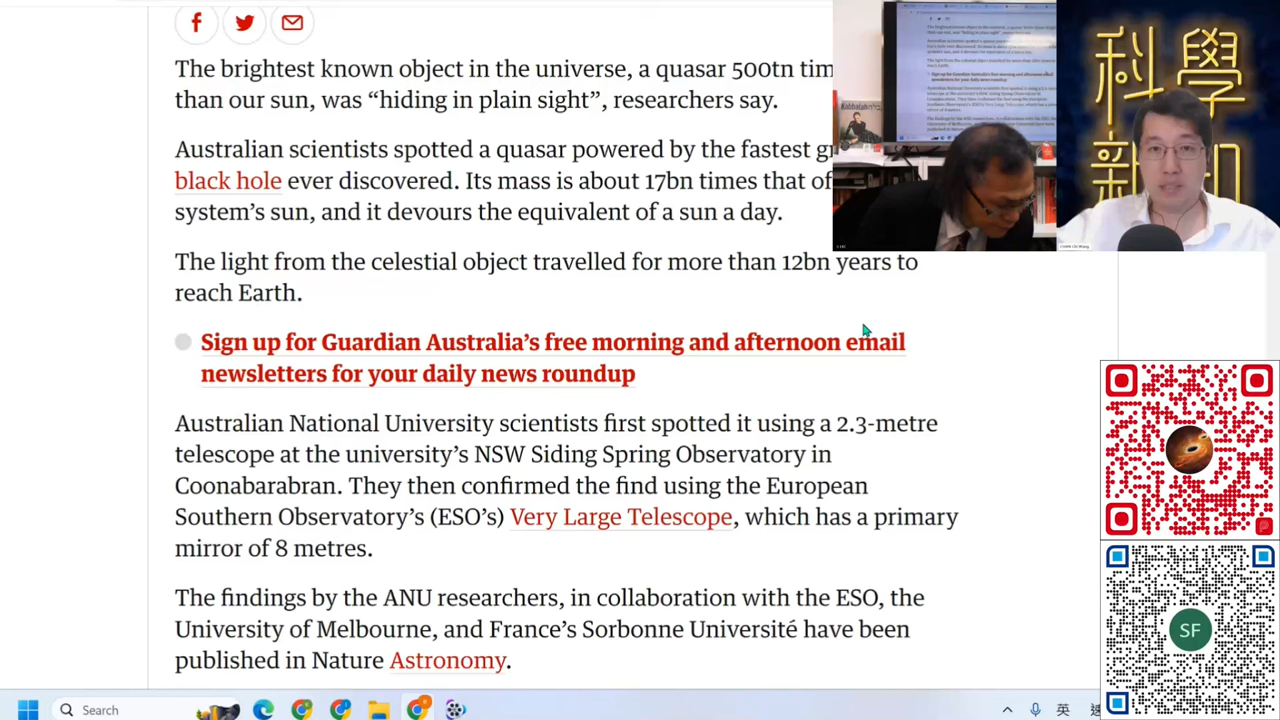 The brightest known object in the universe, a quasar 500tn tim
than our sun, was “hiding in plain sight”, researchers say.
Australian scientists spotted a quasar powered by the fastest gr
black hole ever discovered. Its mass is about 17bn times that of
system’s sun, and it devours the equivalent of a sun a day.
The light from the celestial object travelled for more than 12bn years to
reach Earth.
Sign up for Guardian Australia’s free morning and afternoon email
newsletters for your daily news roundup
Australian National University scientists first spotted it using a 2.3-metre
telescope at the university’s NSW Siding Spring Observatory in
Coonabarabran. They then confirmed the find using the European
Southern Observatory’s (ESO’s) Very Large Telescope, which has a primary
mirror of 8 metres.
The findings by the ANU researchers, in collaboration with the ESO, the
University of Melbourne, and France’s Sorbonne Université have been
published in Nature Astronomy.
Kabbalah
科學
新知
SF
Search
英